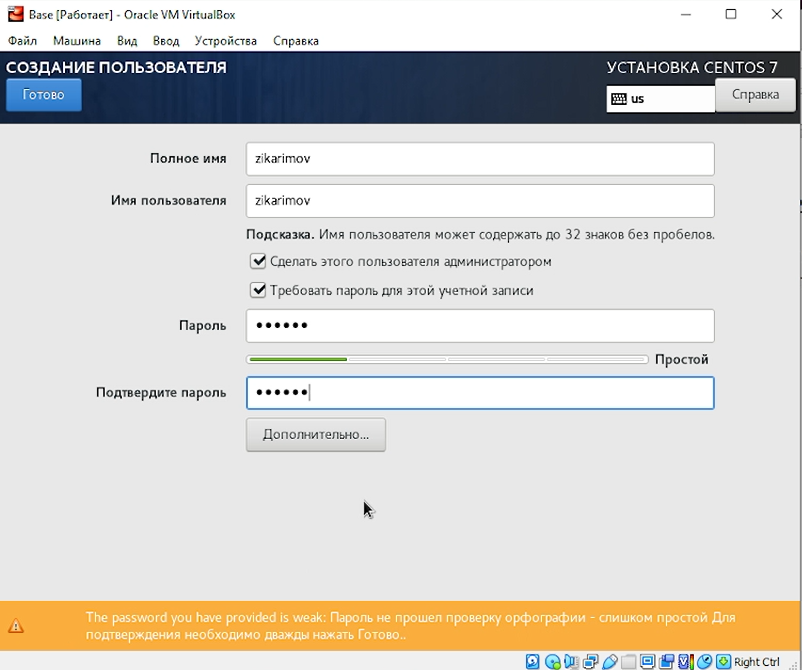 Base [Работает] - Oracle VM VirtualBox
Файл Машина Вид Ввод Устройства Справка
СОЗДАНИЕ ПОЛЬЗОВАТЕЛЯ
УСТАНОВКА CENTOS 7
Готово
us
Справка
Полное имя
zikarimov
Имя пользователя
zikarimov
Подсказка. Имя пользователя может содержать до 32 знаков без пробелов.
Сделать этого пользователя администратором
Требовать пароль для этой учетной записи
Пароль
••••••
Простой
Подтвердите пароль
••••••
Дополнительно...
The password you have provided is weak: Пароль не прошел проверку орфографии - слишком простой Для
подтверждения необходимо дважды нажать Готово..
Right Ctrl